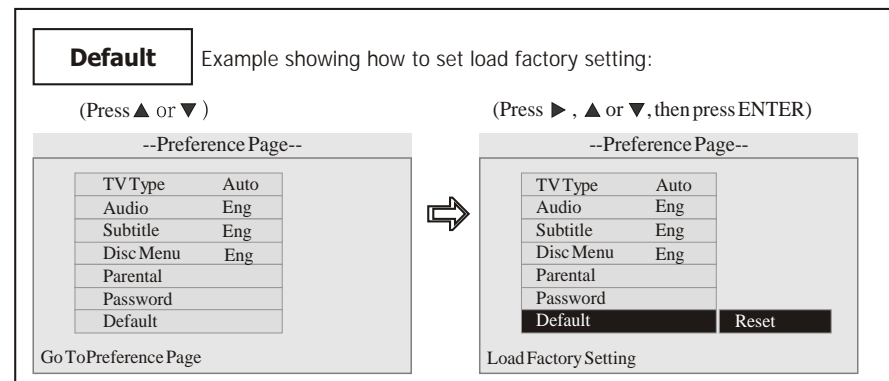 Default Example showing how to set load factory setting:
(Press ▲ or ▼ )
--Preference Page--
TV Type Auto
Audio Eng
Subtitle Eng
Disc Menu Eng
Parental
Password
Default
Go To Preference Page
(Press ► , ▲ or ▼, then press ENTER)
--Preference Page--
TV Type Auto
Audio Eng
Subtitle Eng
Disc Menu Eng
Parental
Password
Default Reset
Load Factory Setting